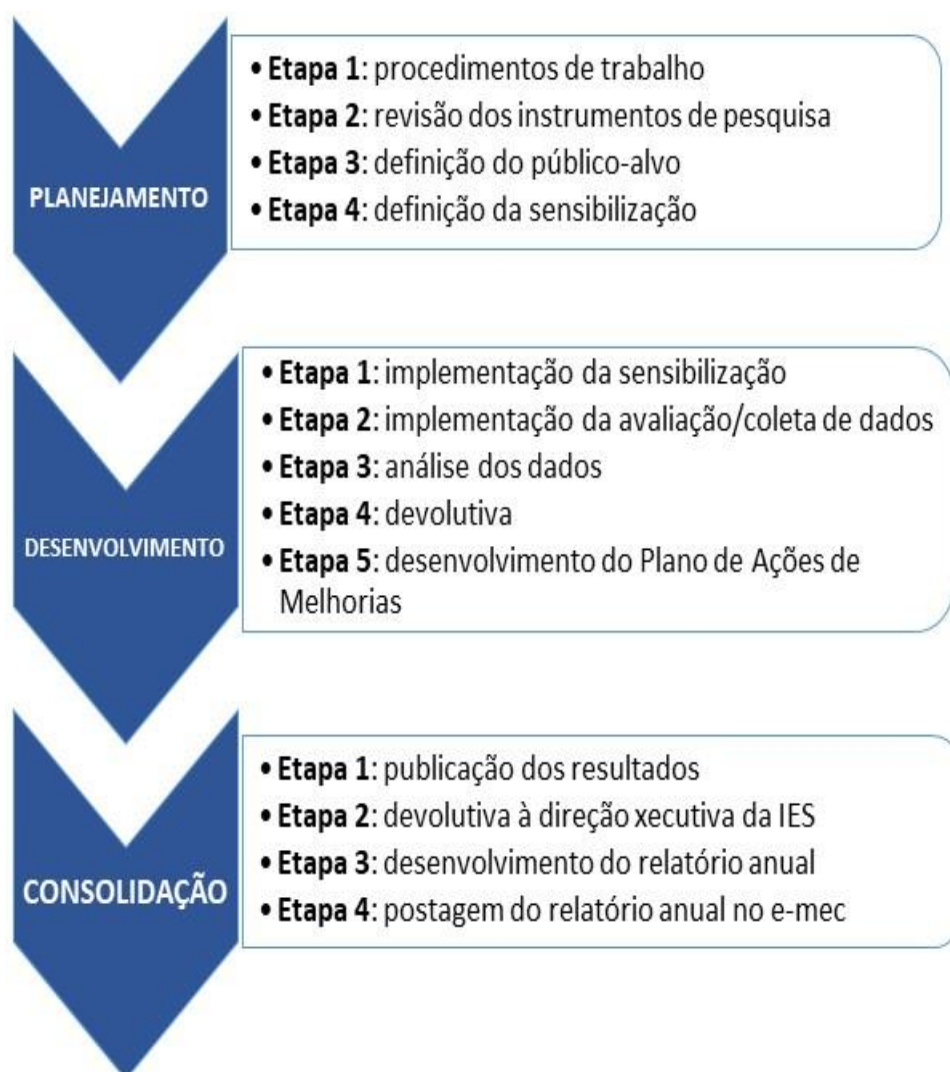 PLANEJAMENTO
• Etapa 1: procedimentos de trabalho
• Etapa 2: revisão dos instrumentos de pesquisa
• Etapa 3: definição do público-alvo
• Etapa 4: definição da sensibilização
DESENVOLVIMENTO
• Etapa 1: implementação da sensibilização
• Etapa 2: implementação da avaliação/coleta de dados
• Etapa 3: análise dos dados
• Etapa 4: devolutiva
• Etapa 5: desenvolvimento do Plano de Ações de
Melhorias
CONSOLIDAÇÃO
• Etapa 1: publicação dos resultados
• Etapa 2: devolutiva à direção xecutiva da IES
• Etapa 3: desenvolvimento do relatório anual
• Etapa 4: postagem do relatório anual no e-mec